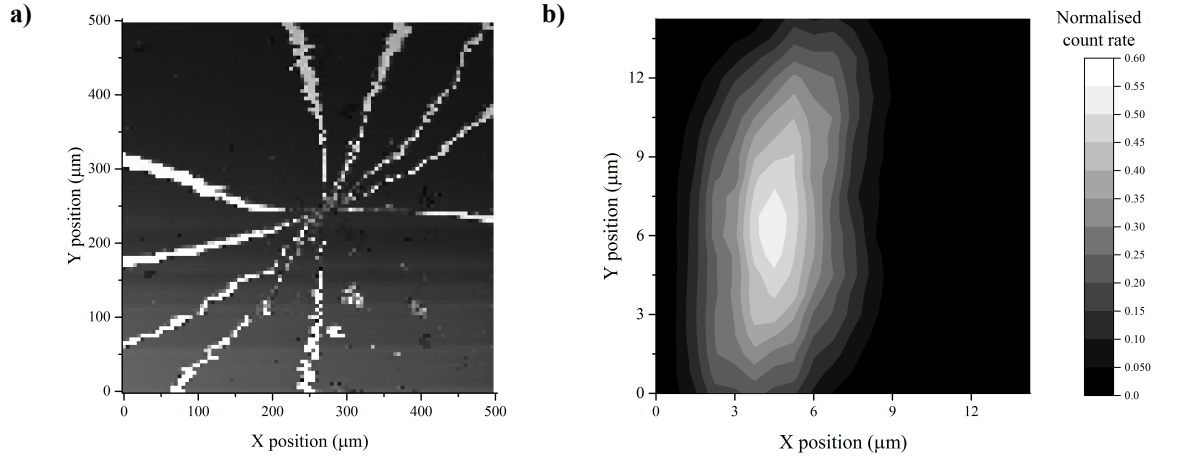 a)
500
400
300
200
100
0
Y position (μm)
0 100 200 300 400 500
X position (μm)
b)
12
9
6
3
0
Y position (μm)
0 3 6 9 12
X position (μm)
Normalised
count rate
0.60
0.55
0.50
0.45
0.40
0.35
0.30
0.25
0.20
0.15
0.10
0.050
0.0